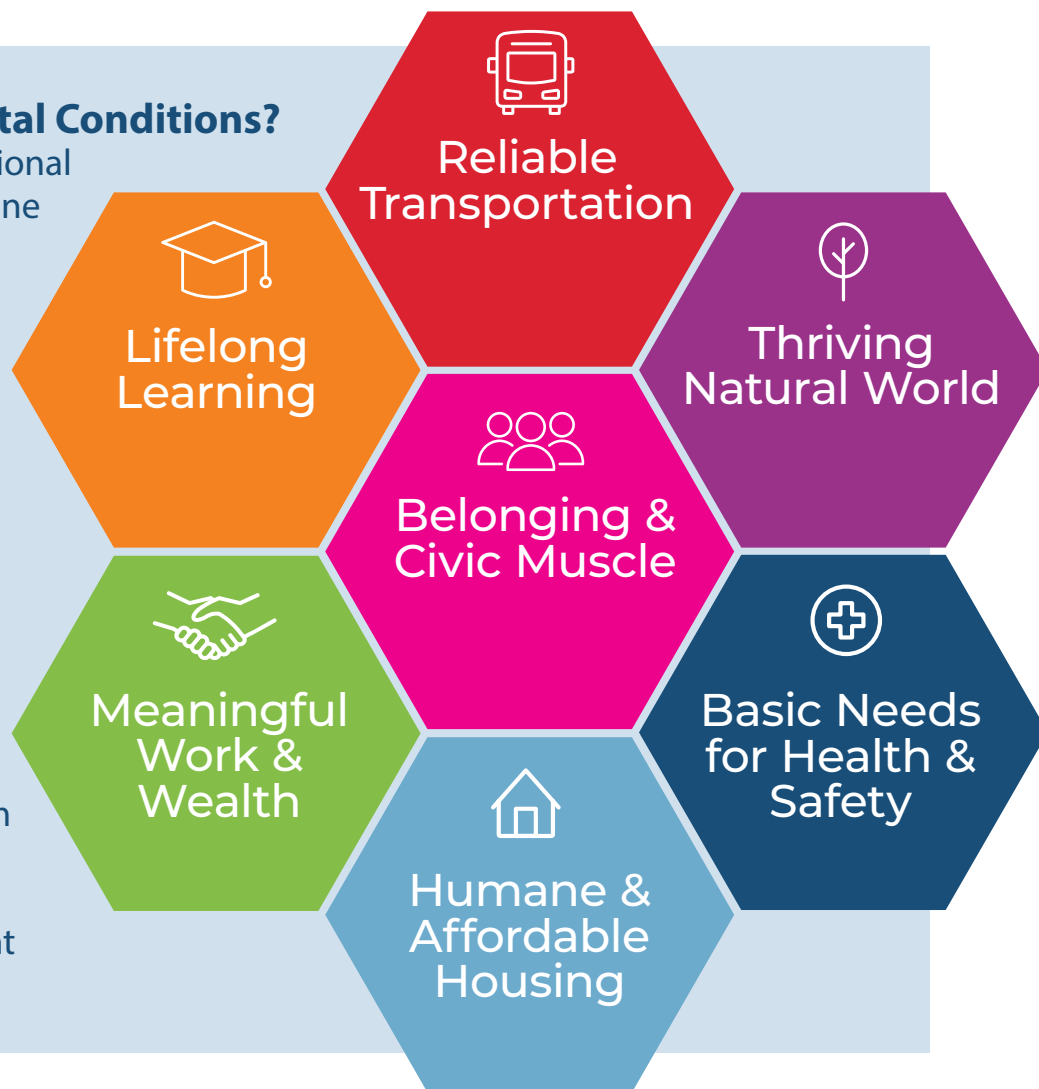 tal Conditions?
ional
ne
Reliable
Transportation
Lifelong
Learning
Thriving
Natural World
Belonging &
Civic Muscle
Meaningful
Work &
Wealth
Basic Needs
for Health &
Safety
Humane &
Affordable
Housing